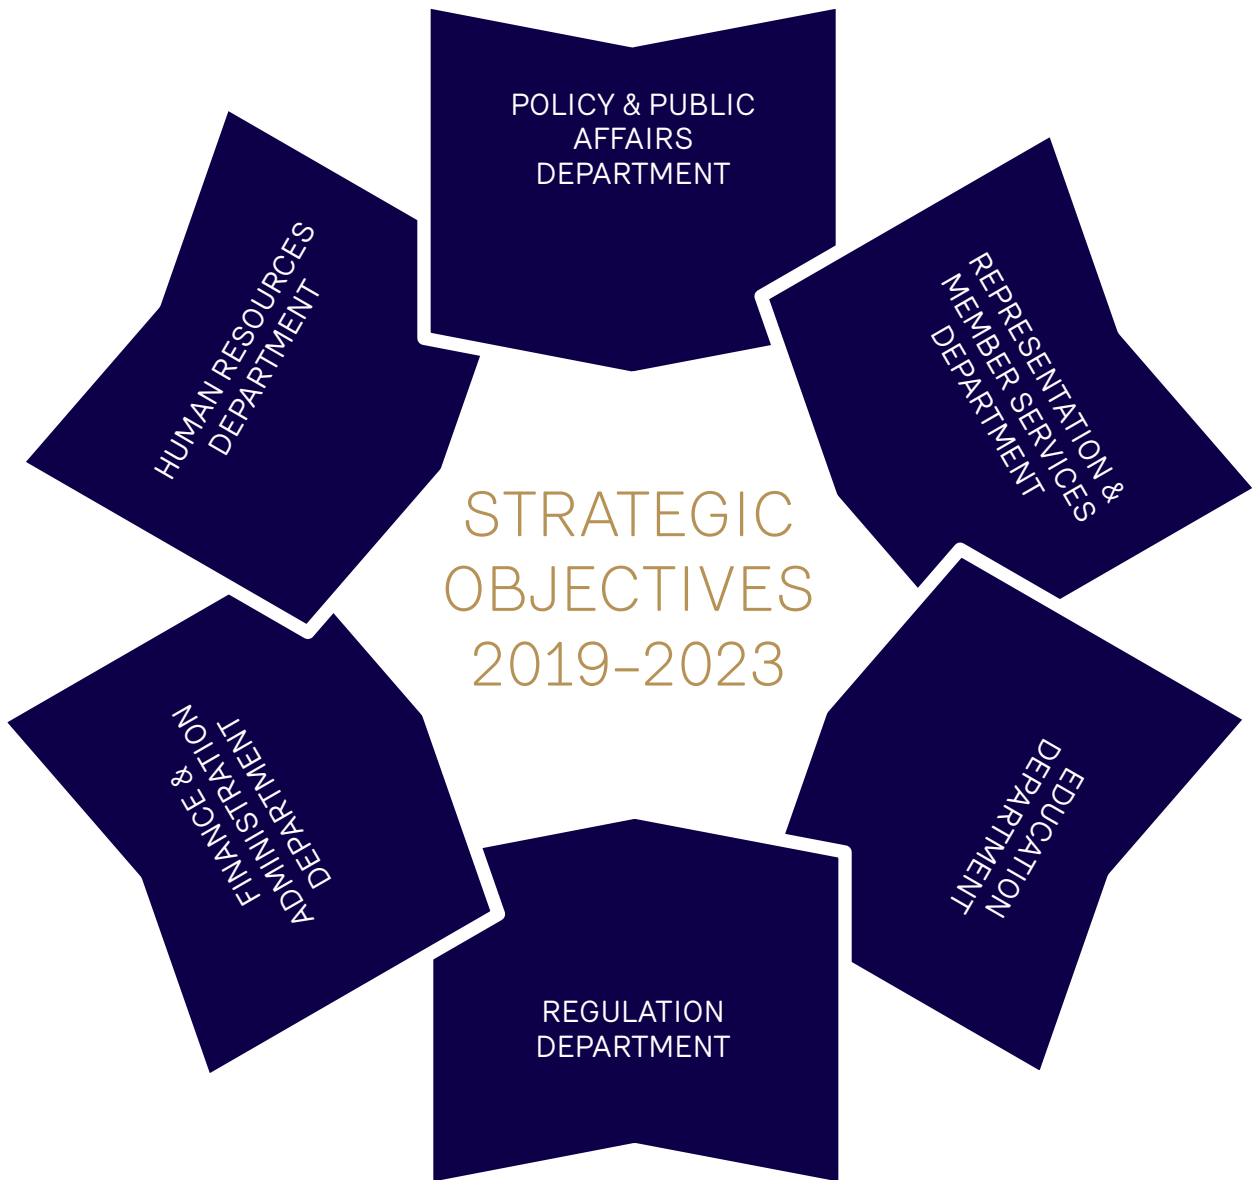 POLICY & PUBLIC
AFFAIRS
DEPARTMENT
REPRESENTATION &
MEMBER SERVICES
DEPARTMENT
EDUCATION
DEPARTMENT
REGULATION
DEPARTMENT
FINANCE &
ADMINISTRATION
DEPARTMENT
HUMAN RESOURCES
DEPARTMENT
STRATEGIC
OBJECTIVES
2019–2023